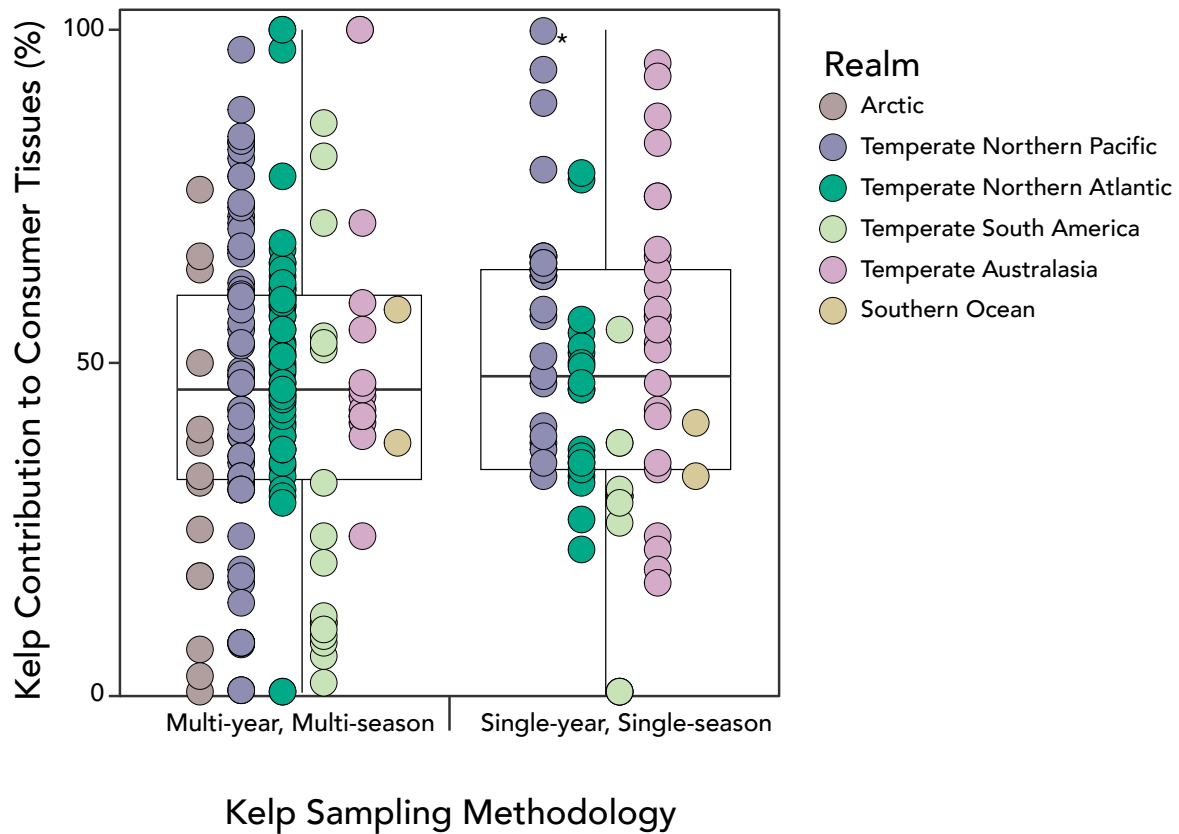 Kelp Contribution to Consumer Tissues (%)
100
50
0
*
Multi-year, Multi-season
Single-year, Single-season
Kelp Sampling Methodology
Realm
Arctic
Temperate Northern Pacific
Temperate Northern Atlantic
Temperate South America
Temperate Australasia
Southern Ocean